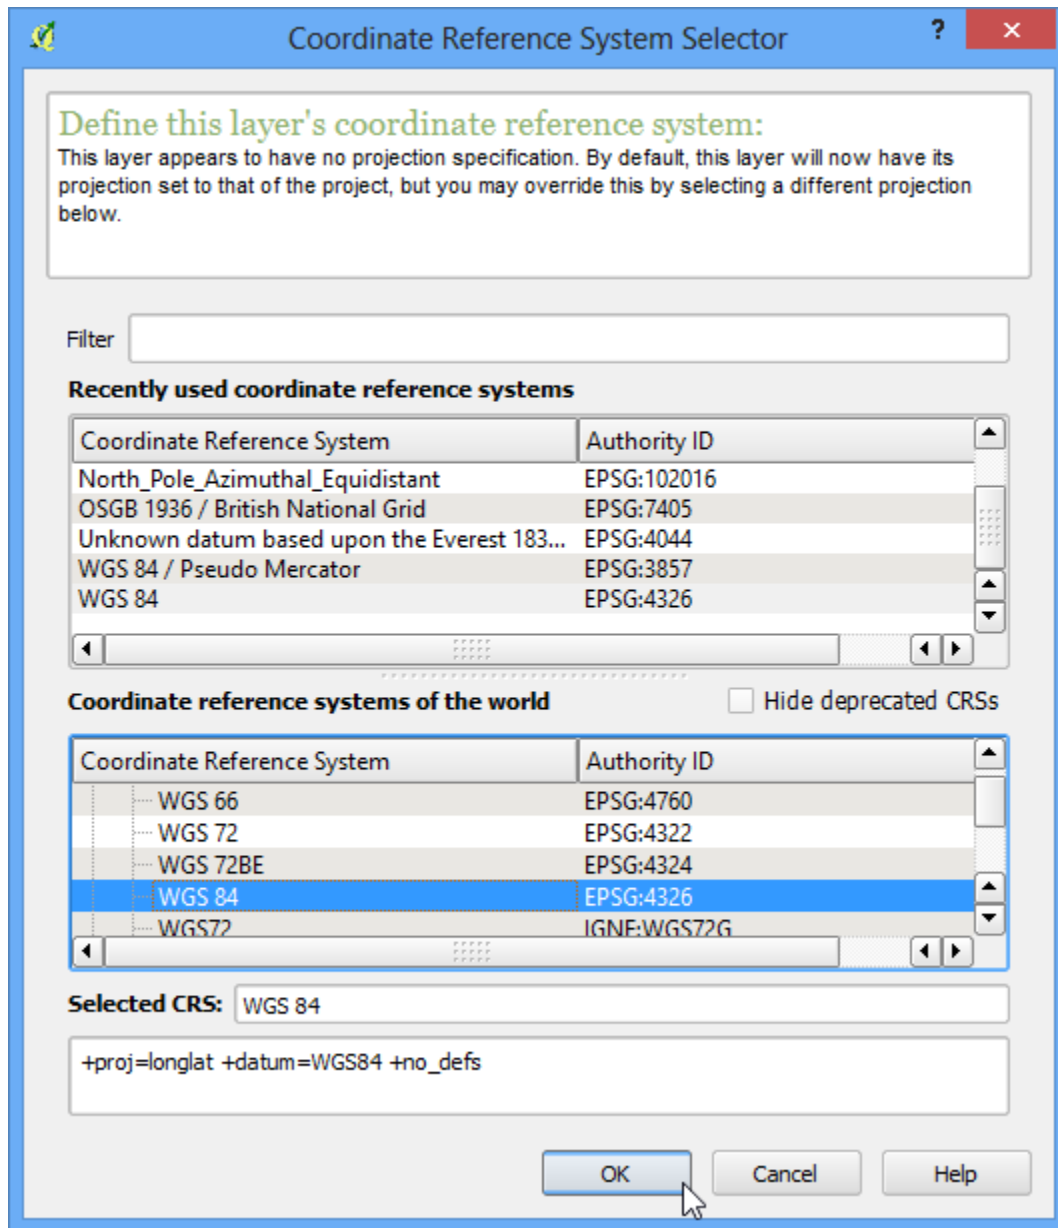 Coordinate Reference System Selector
?
Define this layer's coordinate reference system:
This layer appears to have no projection specification. By default, this layer will now have its
projection set to that of the project, but you may override this by selecting a different projection
below.
Filter
Recently used coordinate reference systems
Coordinate Reference System Authority ID
North_Pole_Azimuthal_Equidistant EPSG:102016
OSGB 1936 / British National Grid EPSG:7405
Unknown datum based upon the Everest 183... EPSG:4044
WGS 84 / Pseudo Mercator EPSG:3857
WGS 84 EPSG:4326
Coordinate reference systems of the world Hide deprecated CRSs
Coordinate Reference System Authority ID
WGS 66 EPSG:4760
WGS 72 EPSG:4322
WGS 72BE EPSG:4324
WGS 84 EPSG:4326
WGS72 IGNF:WGS72G
Selected CRS: WGS 84
+proj=longlat +datum=WGS84 +no_defs
OK Cancel Help